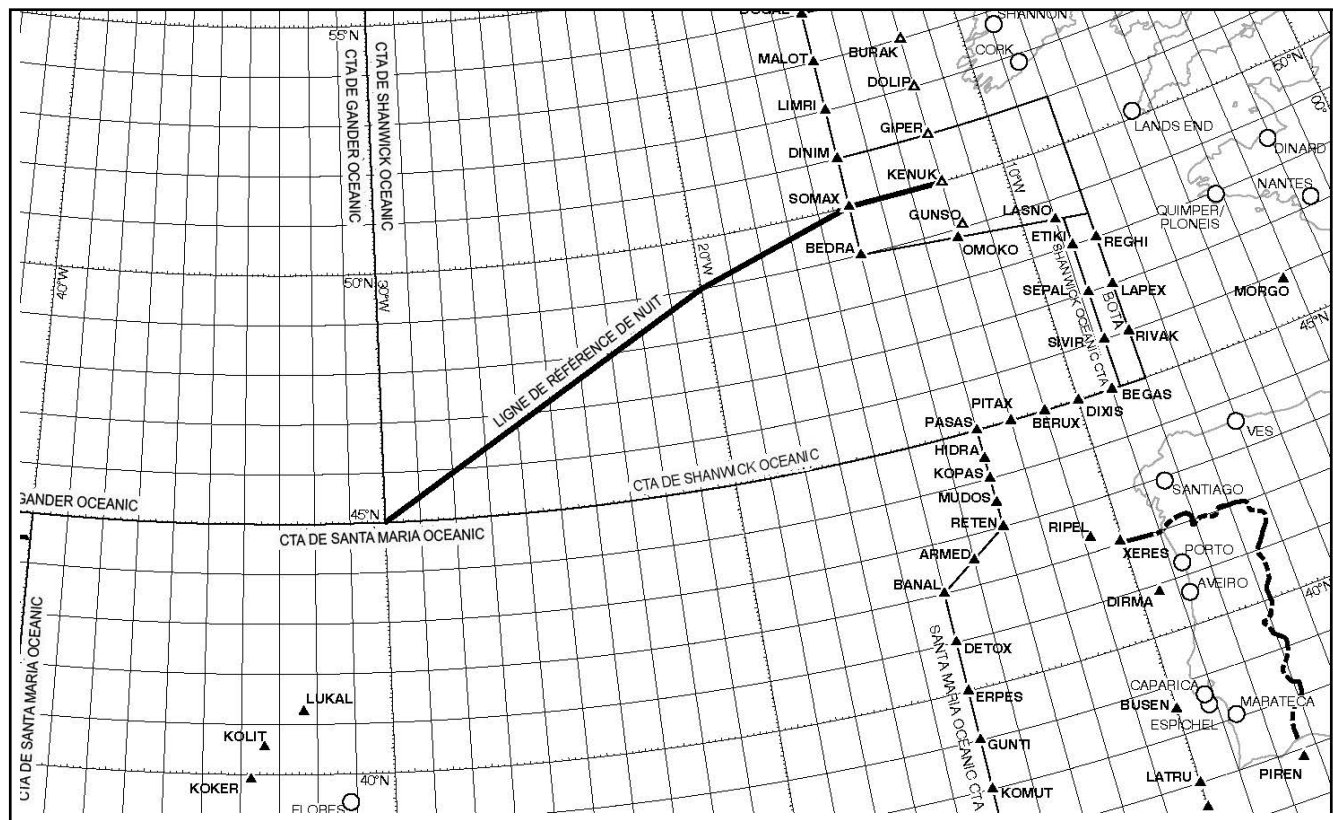 DOGAL
SHANNON
55°N
CTA DE GANDER OCEANIC
CTA DE SHANWICK OCEANIC
MALOT
BURAK
CORK
50°N
DOLIP
LIMRI
LANDS END
GIPER
DINARD
DINIM
KENUK
10°W
NANTES
SOMAX
GUNSO
LASNO
QUIMPER/
PLONEIS
BEDRA
OMOKO
ETIKI
REGHI
20°W
40°W
50°N
30°W
SHANWICK OCEANIC CTA
SEPAL
LAPEX
MORGO
BOTA
45°N
LIGNE DE RÉFÉRENCE DE NUIT
SIVIR
RIVAK
BEGAS
PITAX
DIXIS
PASAS
BERUX
VES
HIDRA
CTA DE SHANWICK OCEANIC
KOPAS
SANTIAGO
GANDER OCEANIC
MUDOS
45°N
RETEN
RIPEL
CTA DE SANTA MARIA OCEANIC
XERES
PORTO
ARMED
AVEIRO
BANAL
DIRMA
40°N
CTA DE SANTA MARIA OCEANIC
SANTA MARIA OCEANIC CTA
DETOX
CAPARICA
ERPES
LUKAL
BUSEN
MARATECA
ESPICHEL
KOLIT
GUNTI
40°N
LATRU
PIREN
KOKER
KOMUT
FLORES